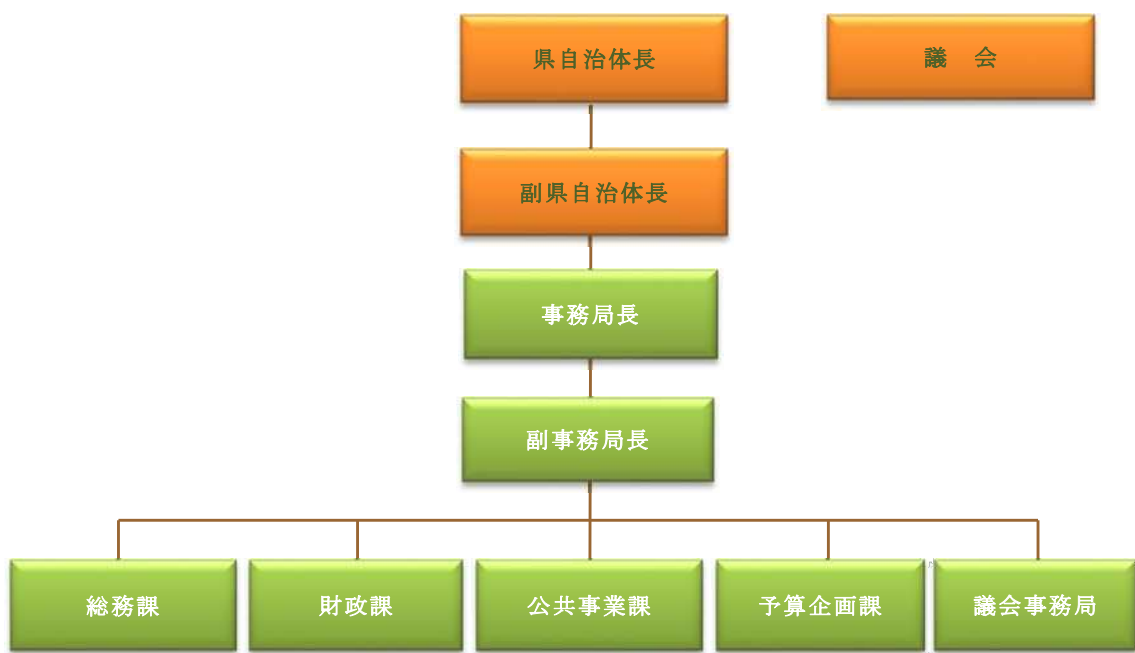 県自治体長
議 会
副県自治体長
事務局長
副事務局長
総務課
財政課
公共事業課
予算企画課
議会事務局